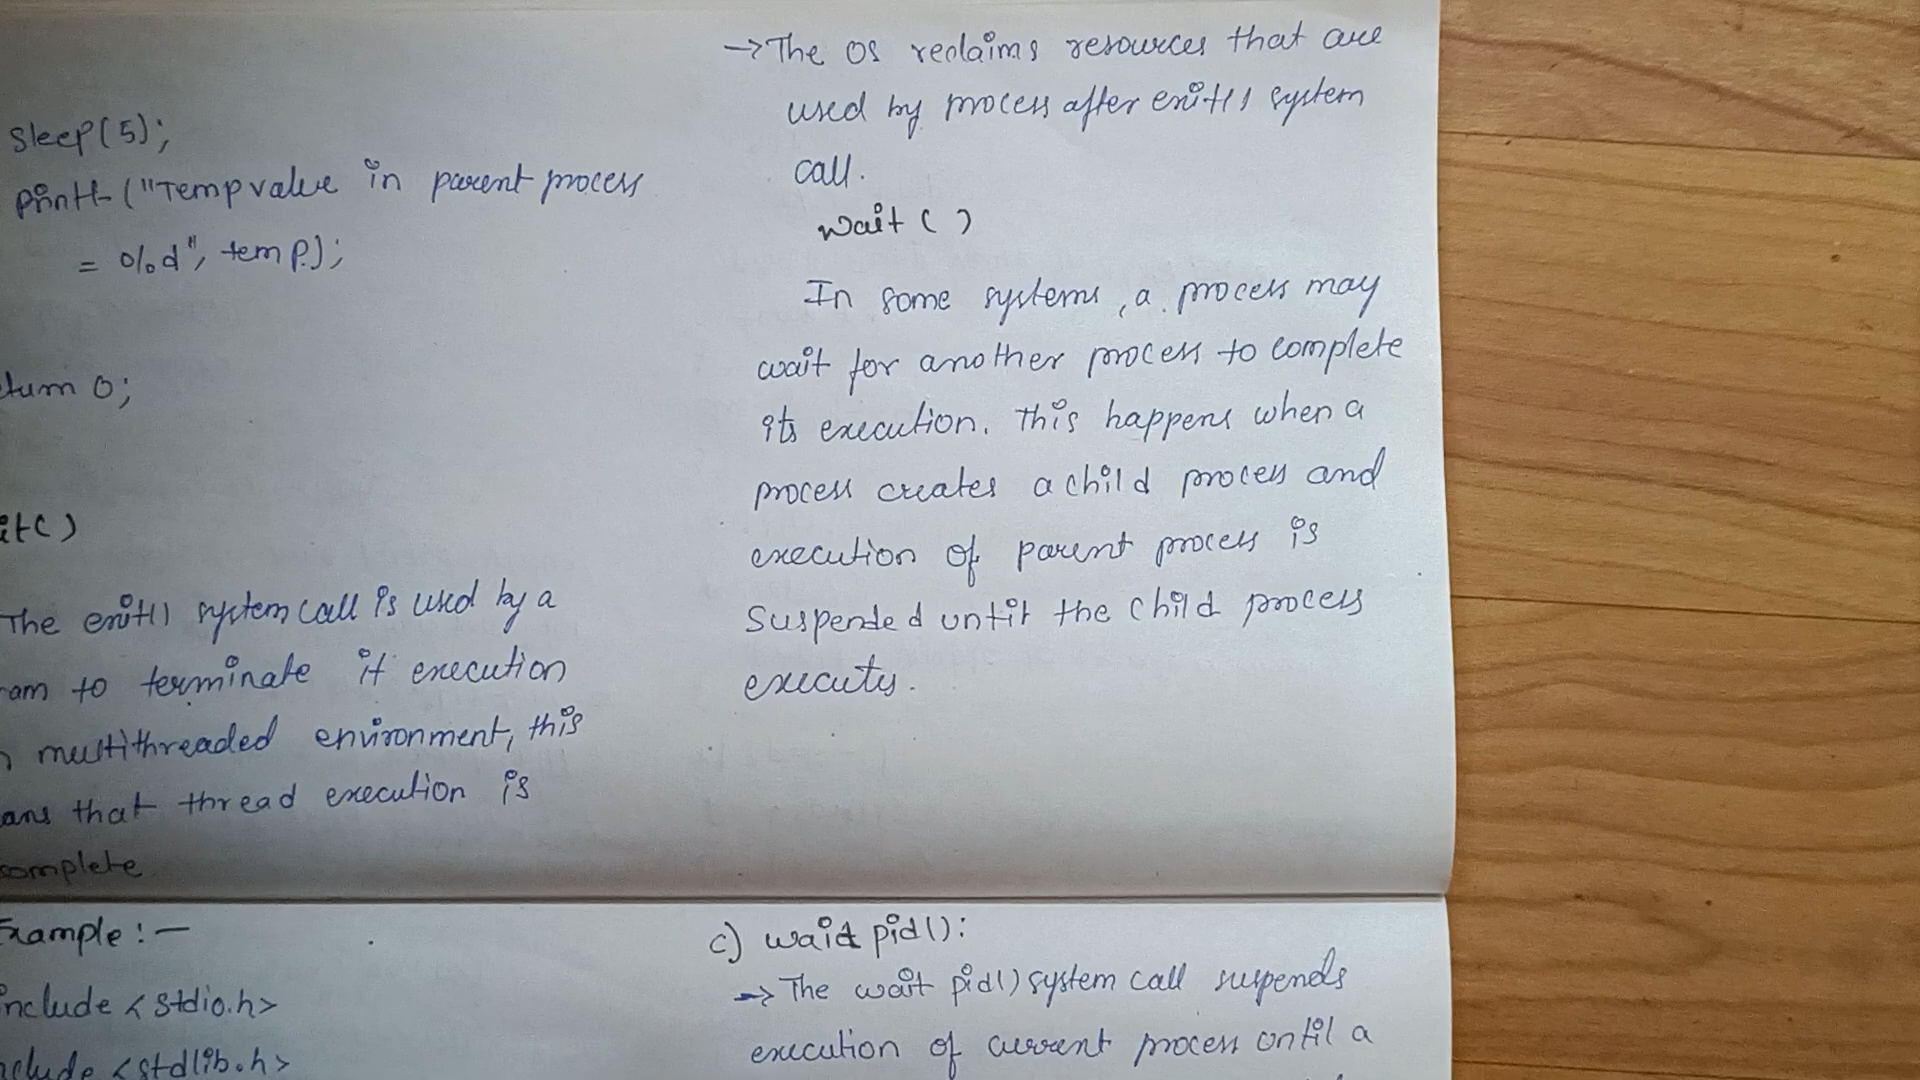 Sleep(5);
printf("Temp value in parent process
= %d", temp);
turn 0;
it()
The exit() system call is used by a
am to terminate it execution
n multithreaded environment, this
ans that thread execution is
complete
Example :-
include <stdio.h>
nclude <stdlib.h>
→ The OS reclaims resources that are
used by process after exit() system
call.
wait ( )
In some systems, a process may
wait for another process to complete
its execution. This happens when a
process creates a child process and
execution of parent process is
Suspended until the child process
executes.
c) waitpid():
→ The wait pid() system call suspends
execution of current process until a